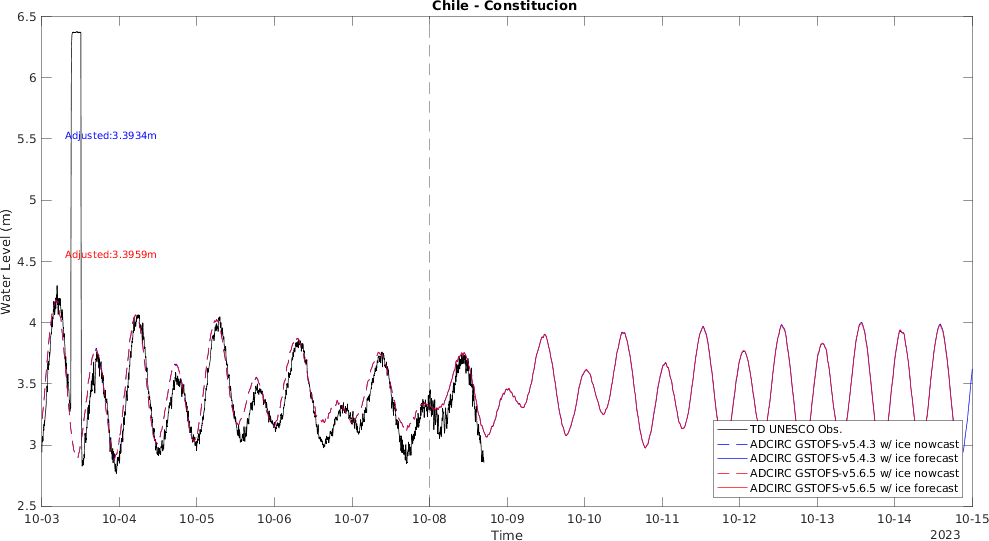 Chile - Constitucion
6.5
6
5.5
5
4.5
4
3.5
3
2.5
Water Level (m)
Adjusted:3.3934m
Adjusted:3.3959m
TD UNESCO Obs.
ADCIRC GSTOFS-v5.4.3 w/ ice nowcast
ADCIRC GSTOFS-v5.4.3 w/ ice forecast
ADCIRC GSTOFS-v5.6.5 w/ ice nowcast
ADCIRC GSTOFS-v5.6.5 w/ ice forecast
10-03 10-04 10-05 10-06 10-07 10-08 10-09 10-10 10-11 10-12 10-13 10-14 10-15
Time
2023